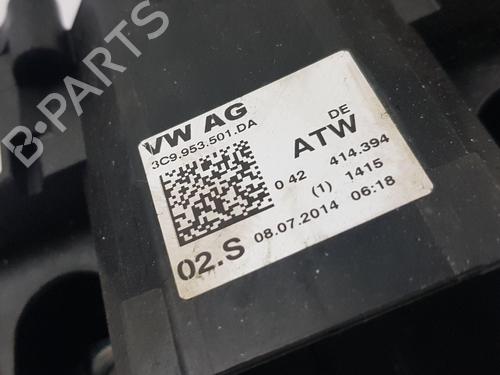 B-PARTS
VW AG
3C9.953.501.DA
DE
ATW
0 42 414.394
(1) 1415
02.S 08.07.2014 06:18